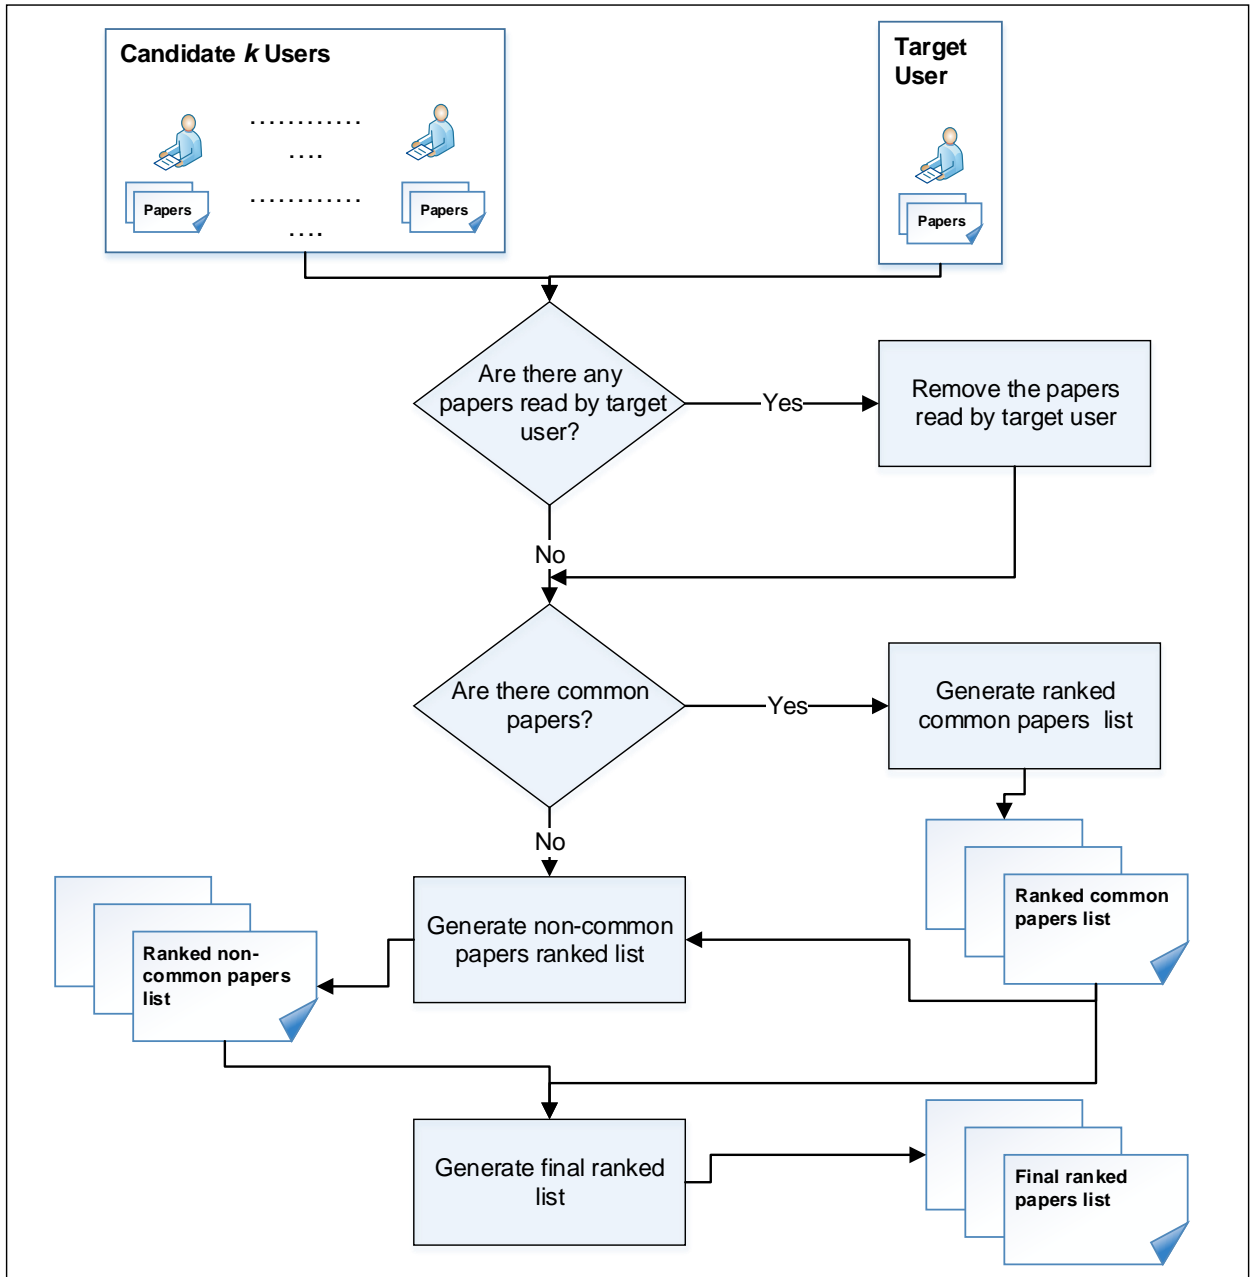 Candidate k Users
Target
User
............
....
Papers
............
....
Papers
Papers
Are there any
papers read by target
user?
Yes
Remove the papers
read by target user
No
Are there common
papers?
Yes
Generate ranked
common papers  list
No
Ranked common
papers list
Generate non-common
papers ranked list
Ranked non-
common papers
list
Generate final ranked
list
Final ranked
papers list